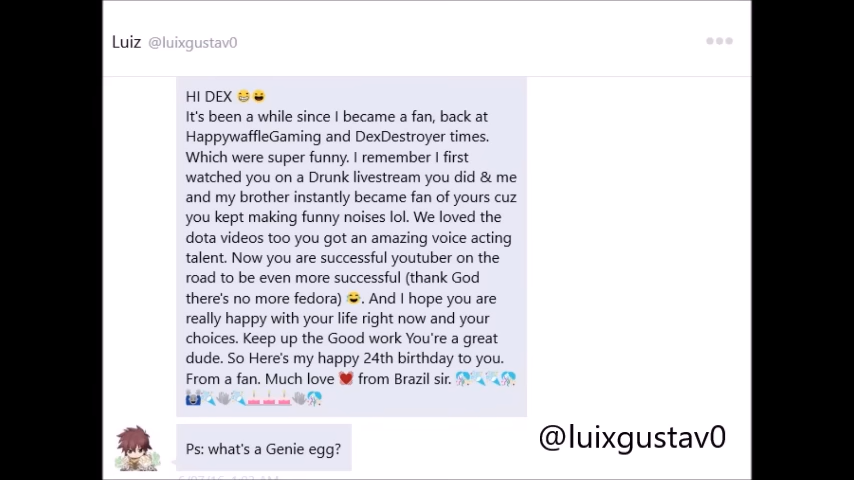 Luiz @luixgustav0
HI DEX 😁😆
It's been a while since I became a fan, back at
HappywaffleGaming and DexDestroyer times.
Which were super funny. I remember I first
watched you on a Drunk livestream you did & me
and my brother instantly became fan of yours cuz
you kept making funny noises lol. We loved the
dota videos too you got an amazing voice acting
talent. Now you are successful youtuber on the
road to be even more successful (thank God
there's no more fedora) 😂. And I hope you are
really happy with your life right now and your
choices. Keep up the Good work You're a great
dude. So Here's my happy 24th birthday to you.
From a fan. Much love 💓 from Brazil sir.
Ps: what's a Genie egg?
@luixgustav0